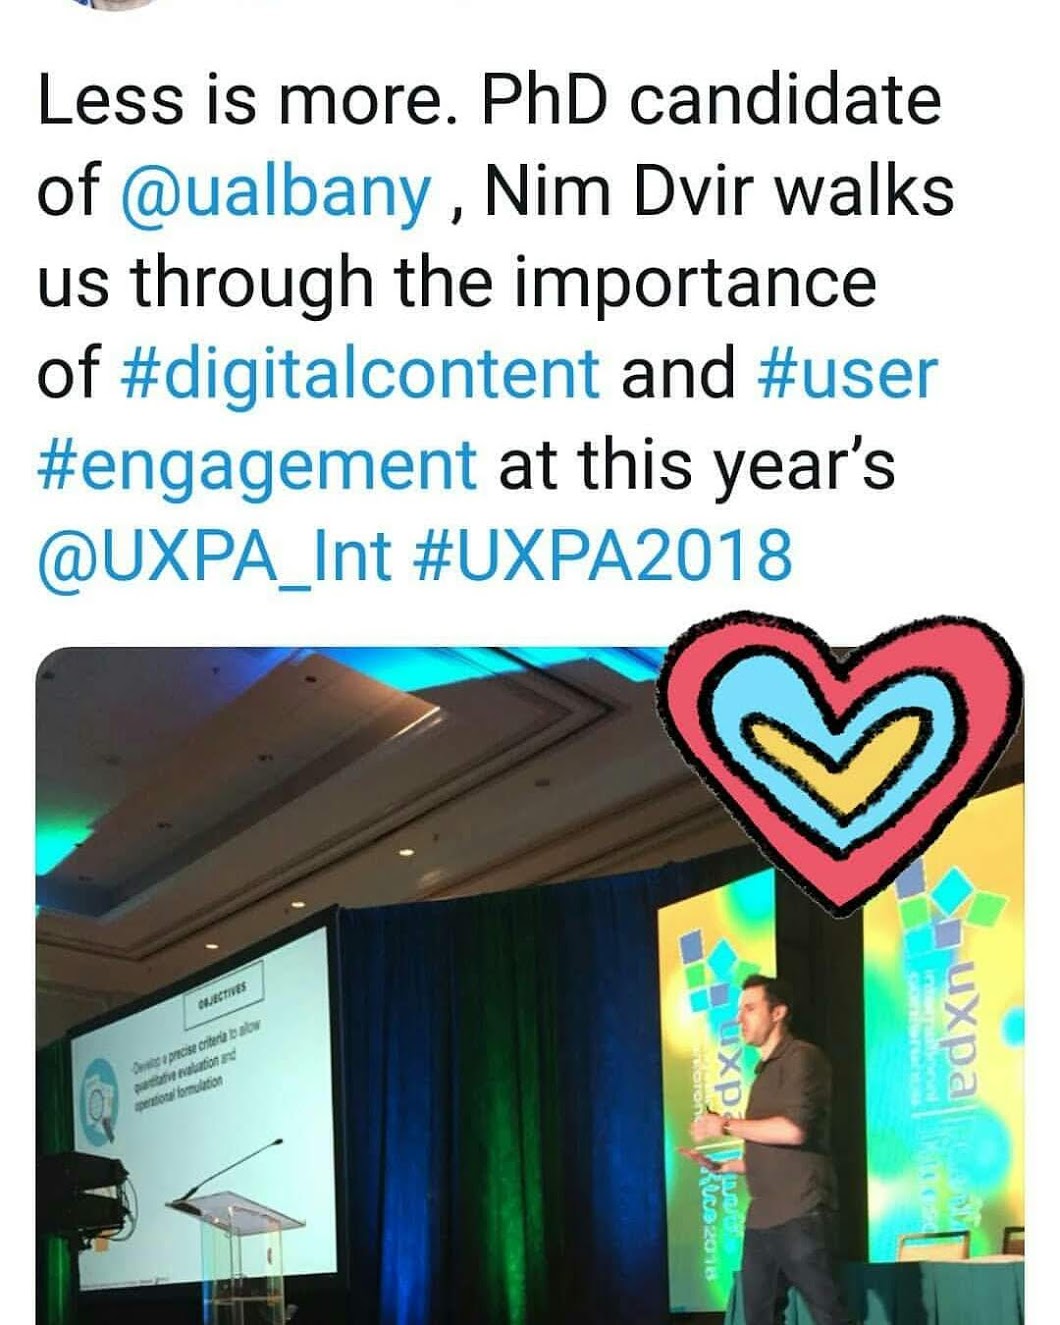 Less is more. PhD candidate
of @ualbany , Nim Dvir walks
us through the importance
of #digitalcontent and #user
#engagement at this year’s
@UXPA_Int #UXPA2018
OBJECTIVES
Develop a precise criteria to allow
quantitative evaluation and
operational formulation
uxpa
uxpa